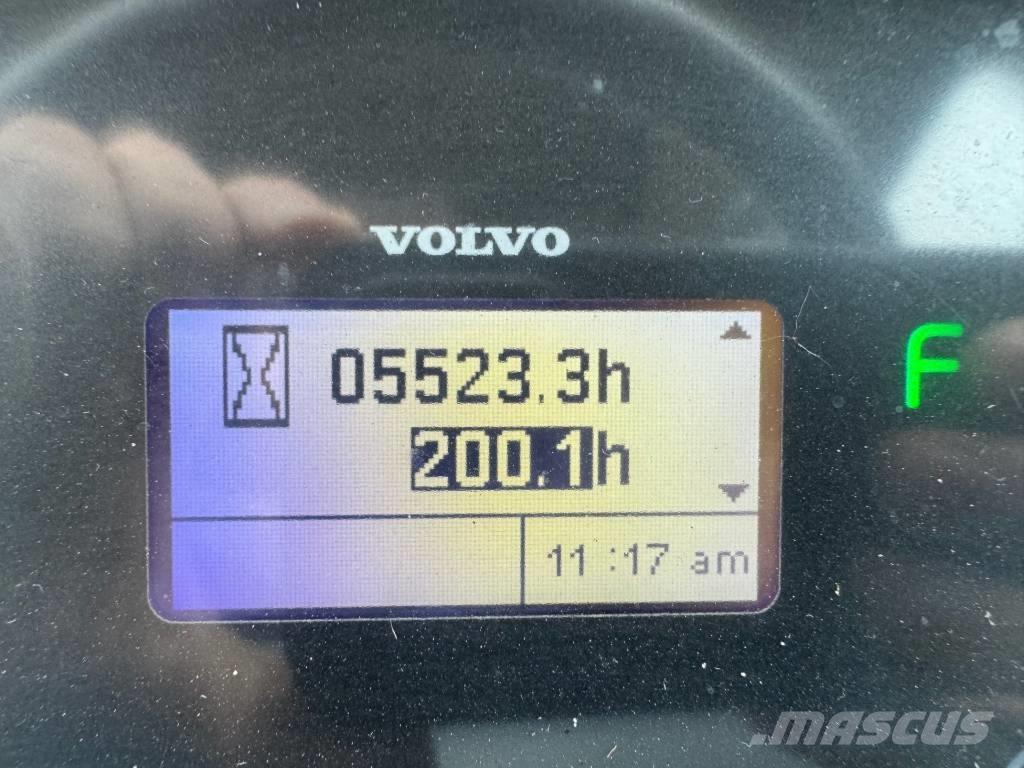 VOLVO
05523.3h
F
200.1h
11:17 am
MASCUS